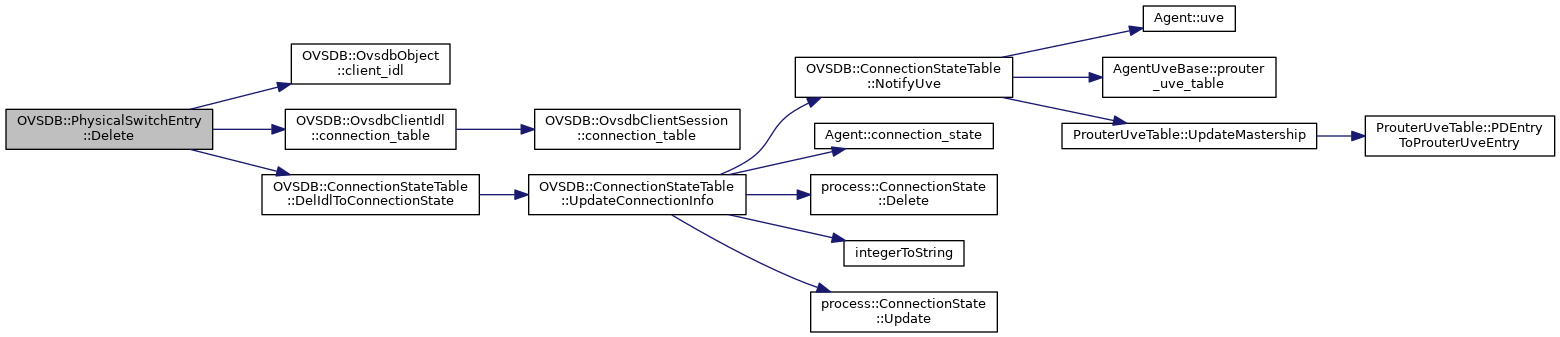 OVSDB::PhysicalSwitchEntry
::Delete
OVSDB::OvsdbObject
::client_idl
OVSDB::OvsdbClientIdl
::connection_table
OVSDB::ConnectionStateTable
::DelIdlToConnectionState
OVSDB::OvsdbClientSession
::connection_table
OVSDB::ConnectionStateTable
::UpdateConnectionInfo
OVSDB::ConnectionStateTable
::NotifyUve
Agent::connection_state
process::ConnectionState
::Delete
integerToString
process::ConnectionState
::Update
Agent::uve
AgentUveBase::prouter
_uve_table
ProuterUveTable::UpdateMastership
ProuterUveTable::PDEntry
ToProuterUveEntry